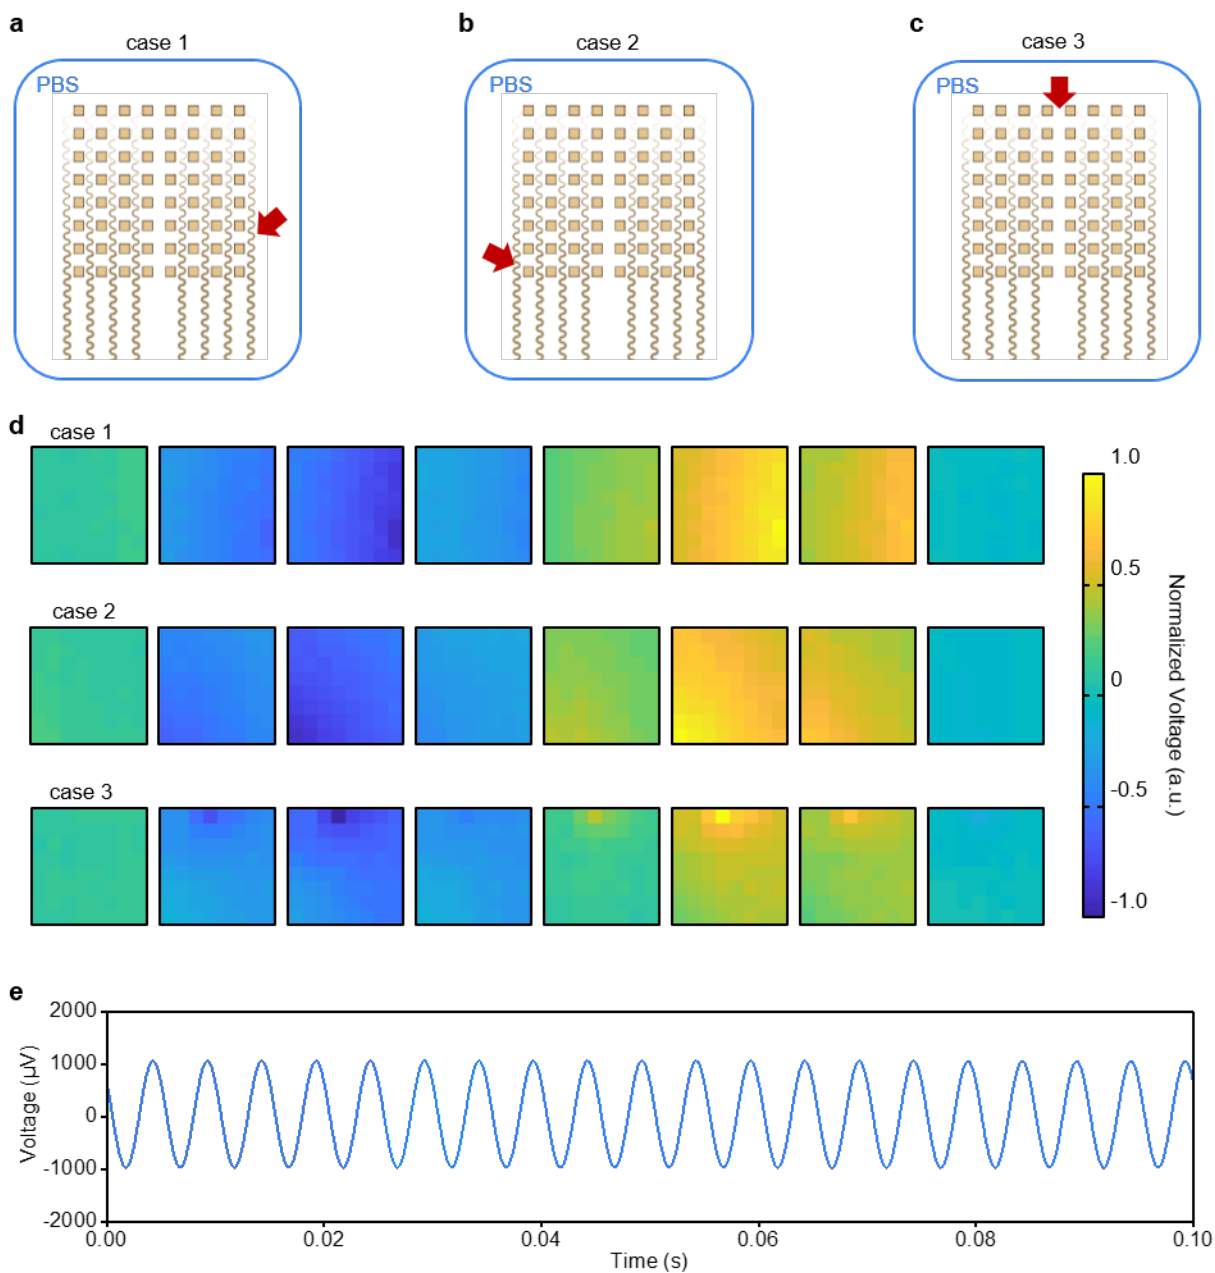 a
case 1
PBS
b
case 2
PBS
c
case 3
PBS
d
case 1
case 2
case 3
1.0
0.5
0
-0.5
-1.0
Normalized Voltage (a.u.)
e
2000
1000
0
-1000
-2000
Voltage (µV)
0.00
0.02
0.04
0.06
0.08
0.10
Time (s)